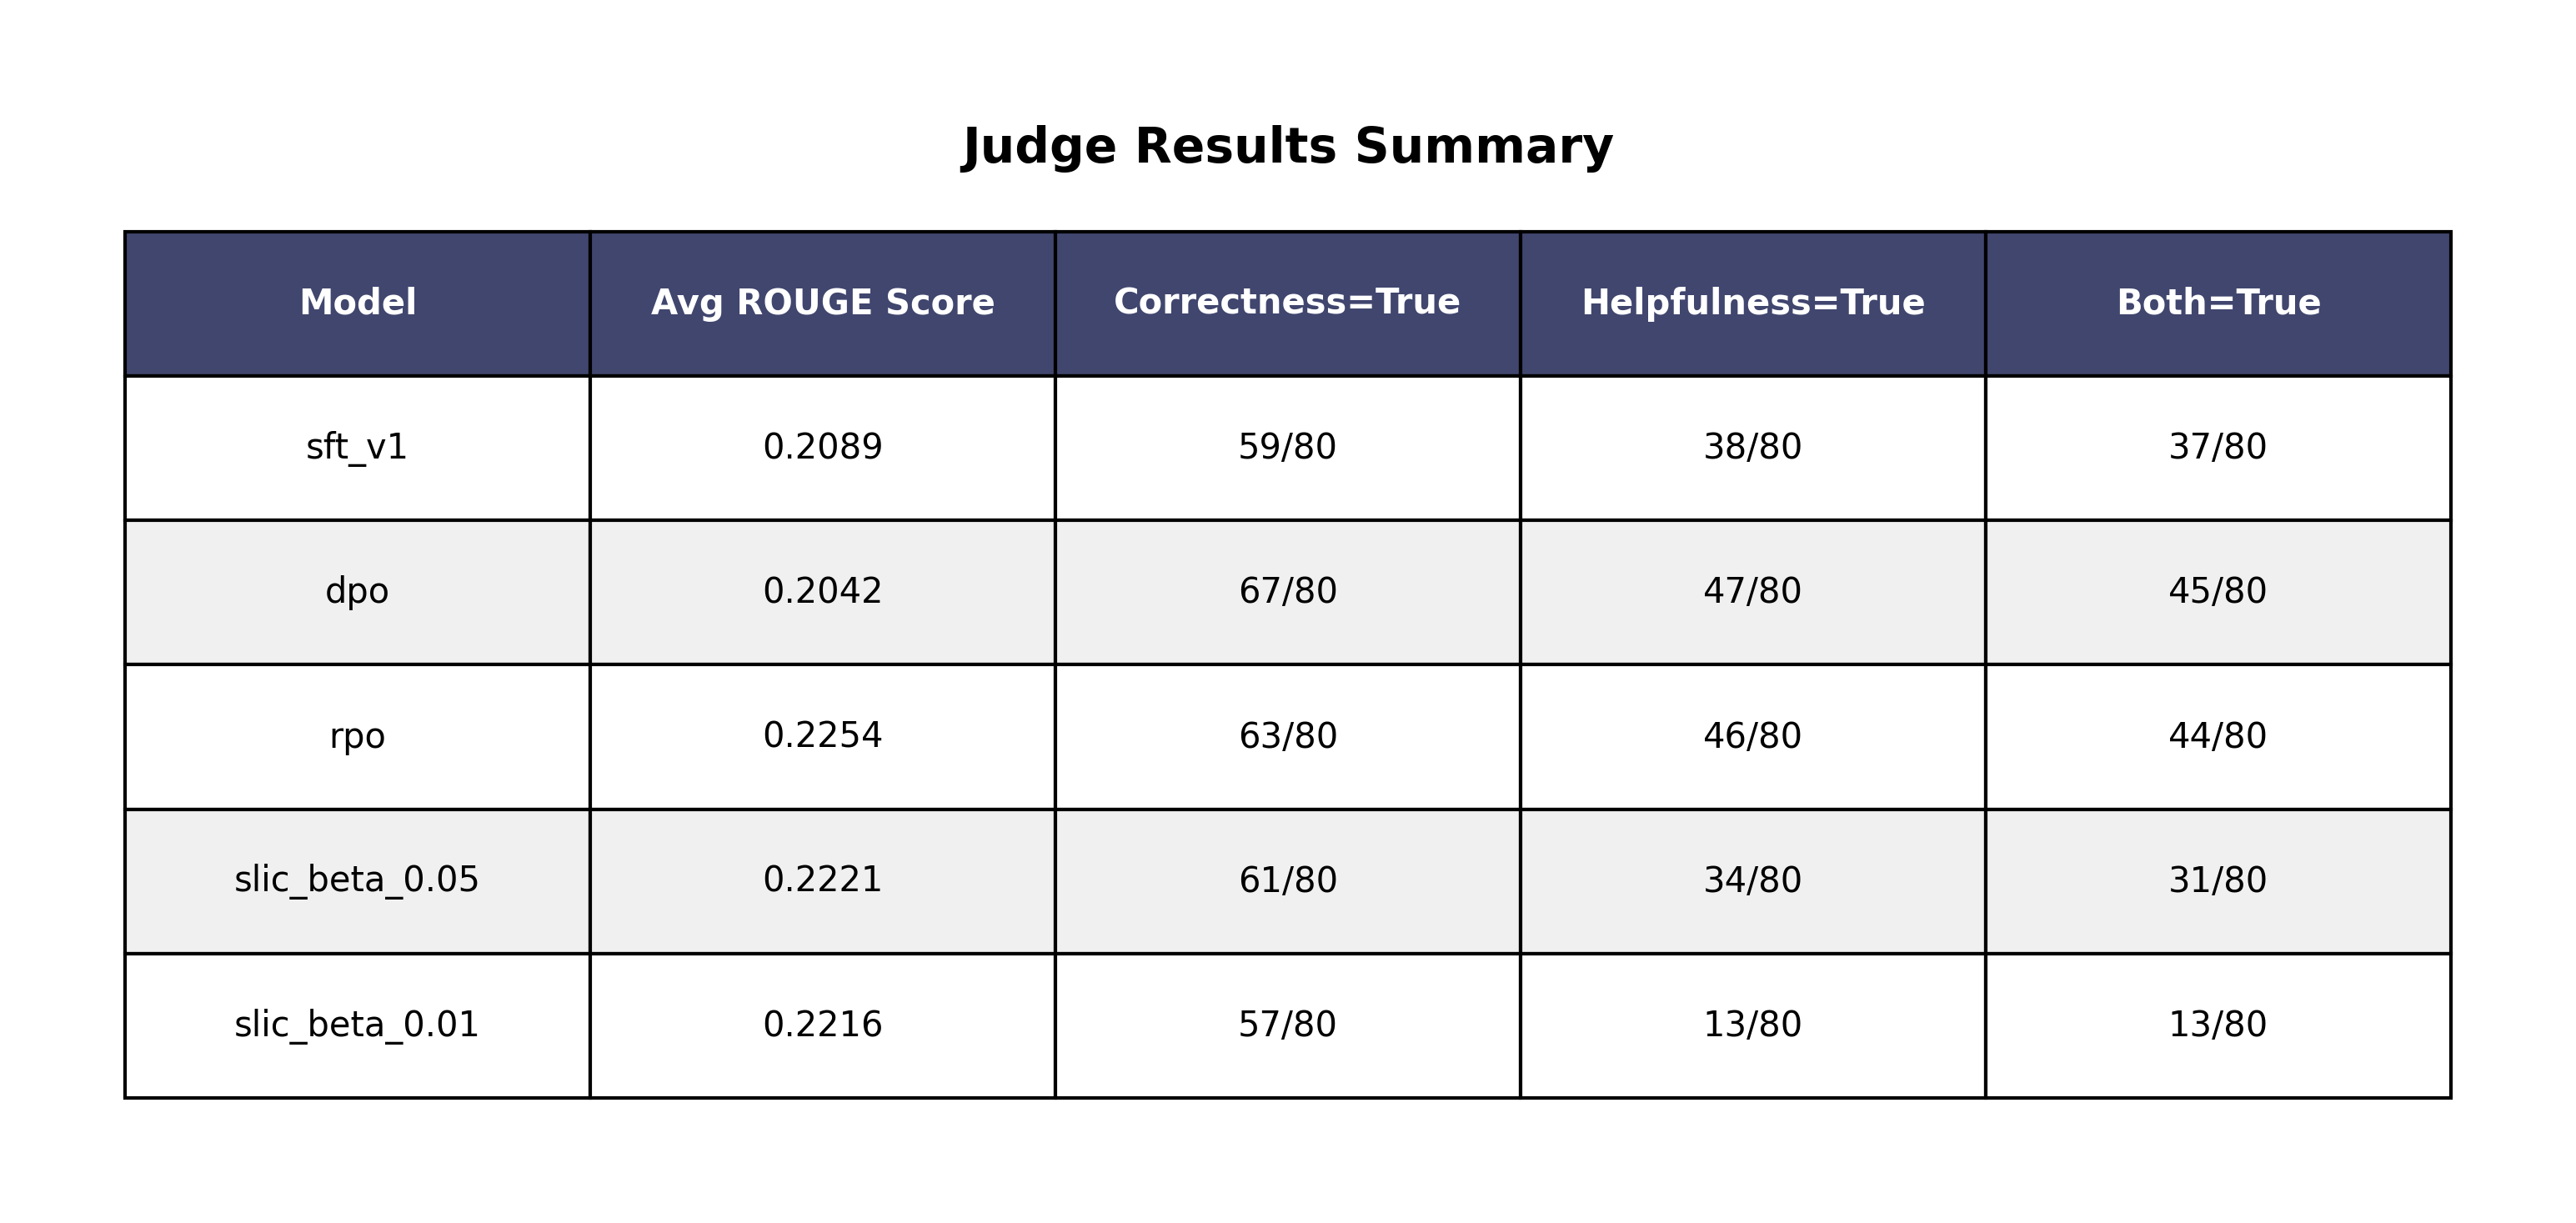 Judge Results Summary
Model Avg ROUGE Score Correctness=True Helpfulness=True Both=True
sft_v1 0.2089 59/80 38/80 37/80
dpo 0.2042 67/80 47/80 45/80
rpo 0.2254 63/80 46/80 44/80
slic_beta_0.05 0.2221 61/80 34/80 31/80
slic_beta_0.01 0.2216 57/80 13/80 13/80